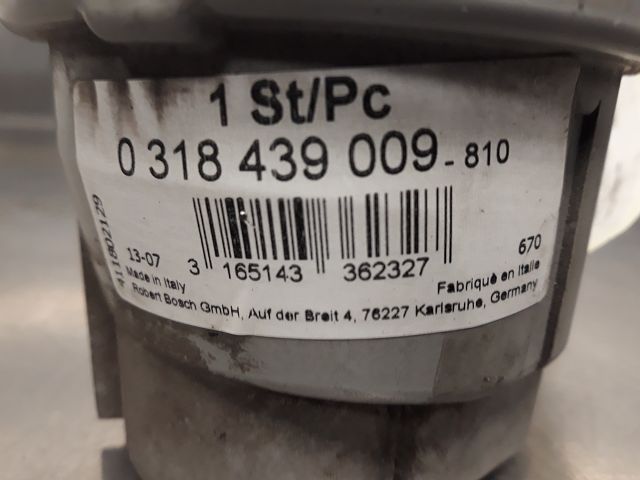 1 St/Pc
0 318 439 009 - 810
411802129
13-07
Made in Italy
3 165143 362327
670
Fabriqué en Italie
Robert Bosch GmbH, Auf der Breit 4, 76227 Karlsruhe, Germany